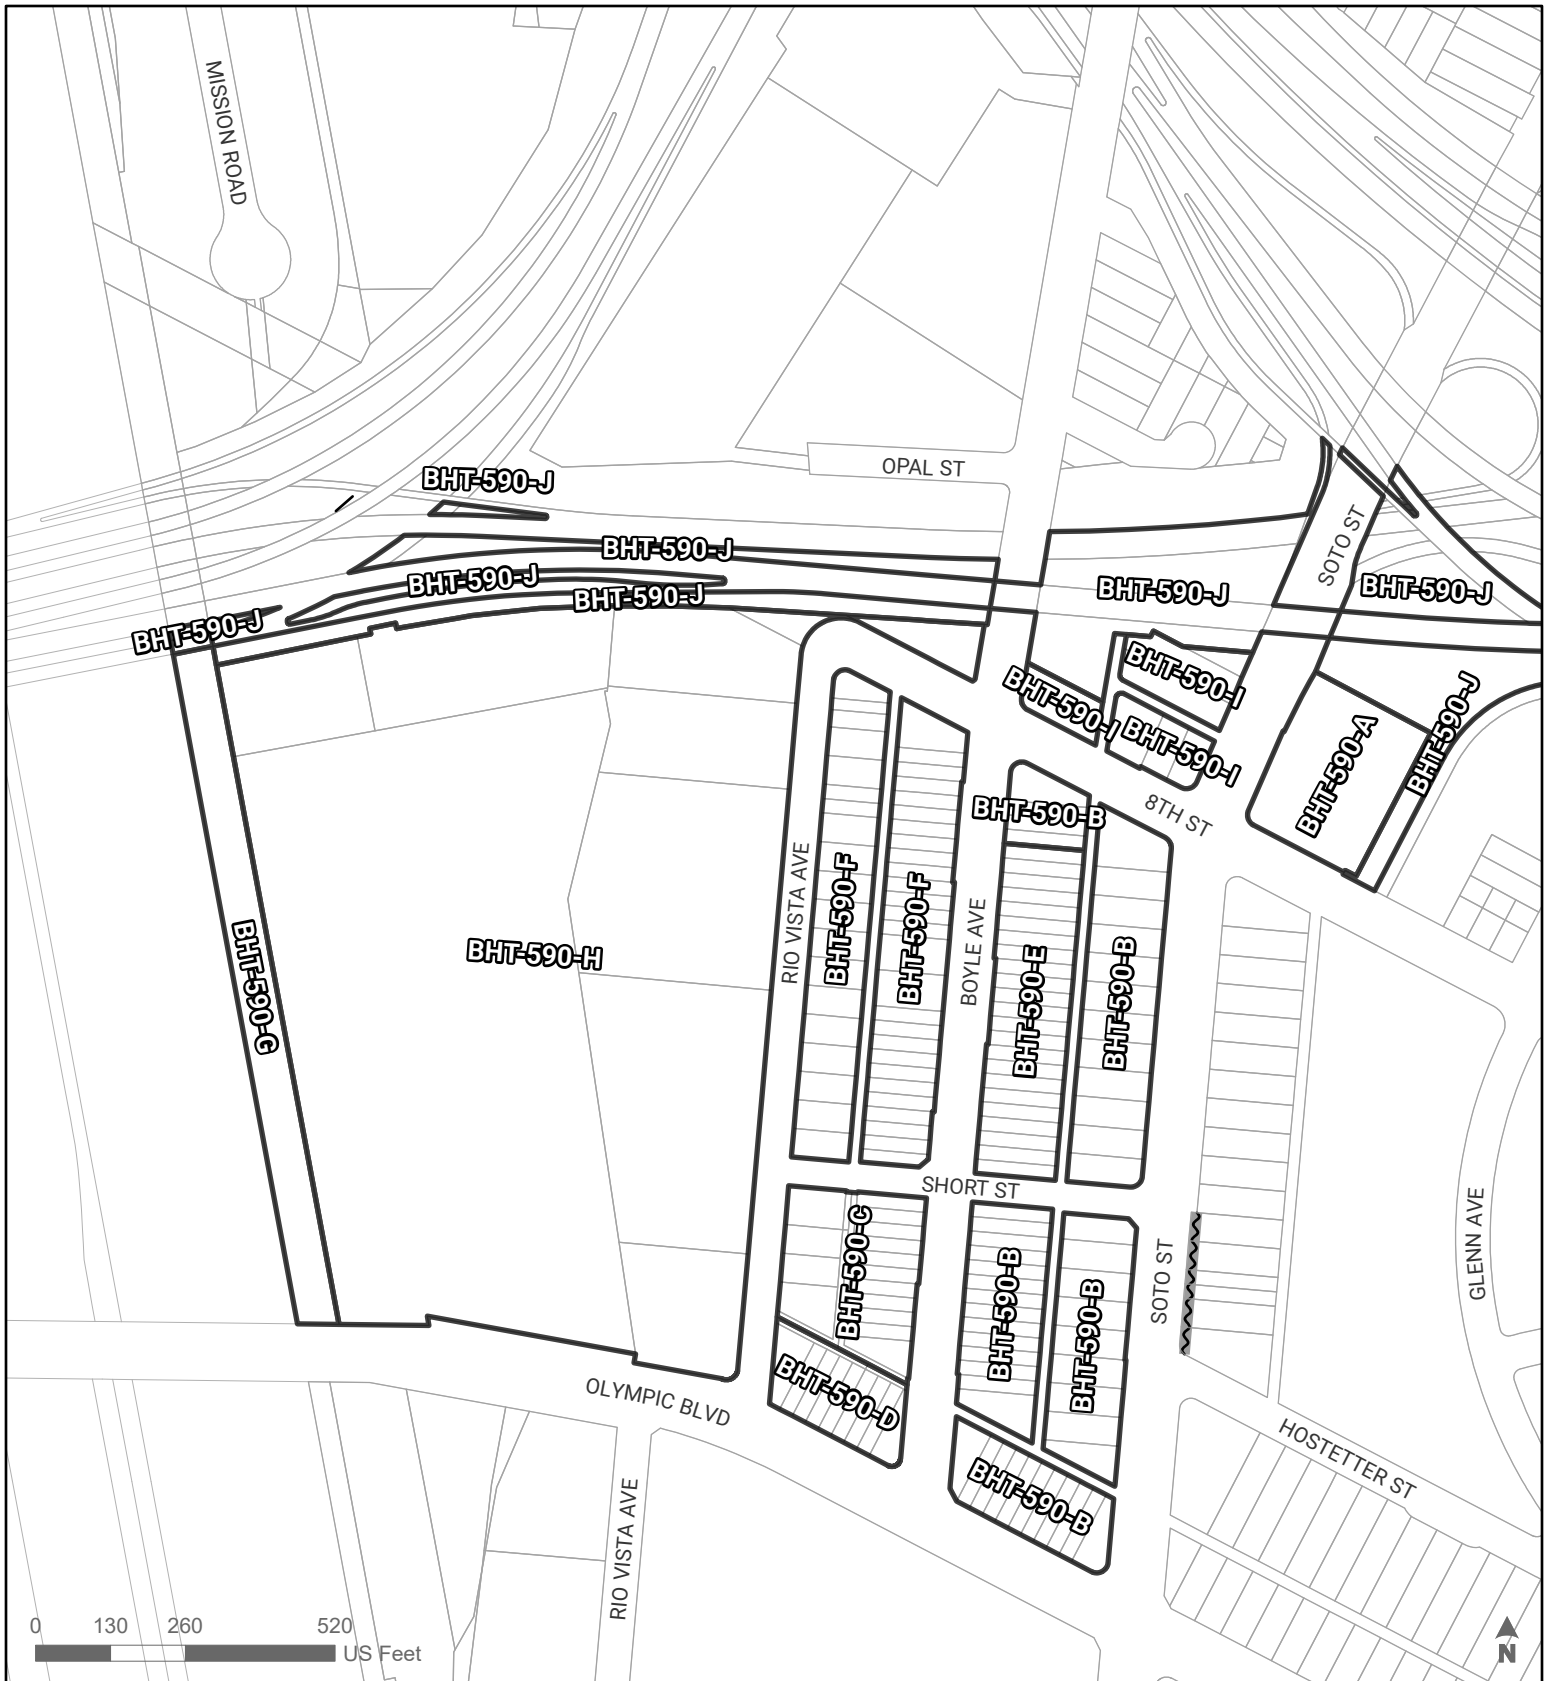 MISSION ROAD
OPAL ST
BHT-590-J
SOTO ST
BHT-590-J
BHT-590-J
BHT-590-J
BHT-590-J
BHT-590-J
BHT-590-J
BHT-590-I
BHT-590-I
BHT-590-I
BHT-590-J
BHT-590-A
8TH ST
BHT-590-B
RIO VISTA AVE
BHT-590-F
BHT-590-F
BOYLE AVE
BHT-590-E
BHT-590-B
BHT-590-H
BHT-590-G
SHORT ST
BHT-590-C
BHT-590-B
BHT-590-B
SOTO ST
GLENN AVE
BHT-590-D
OLYMPIC BLVD
HOSTETTER ST
BHT-590-B
RIO VISTA AVE
0 130 260 520
US Feet
N